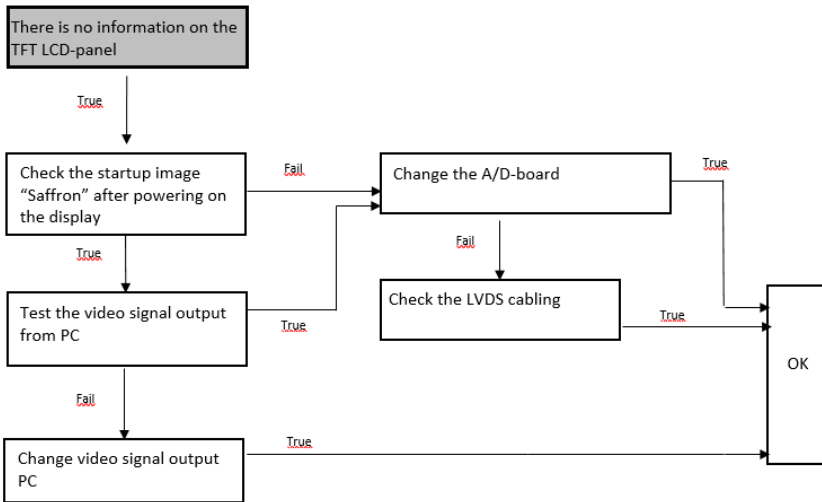 There is no information on the
TFT LCD-panel
True
Check the startup image
“Saffron” after powering on
the display
Fail
Change the A/D-board
True
True
Fail
Test the video signal output
from PC
True
Check the LVDS cabling
True
OK
Fail
Change video signal output
PC
True